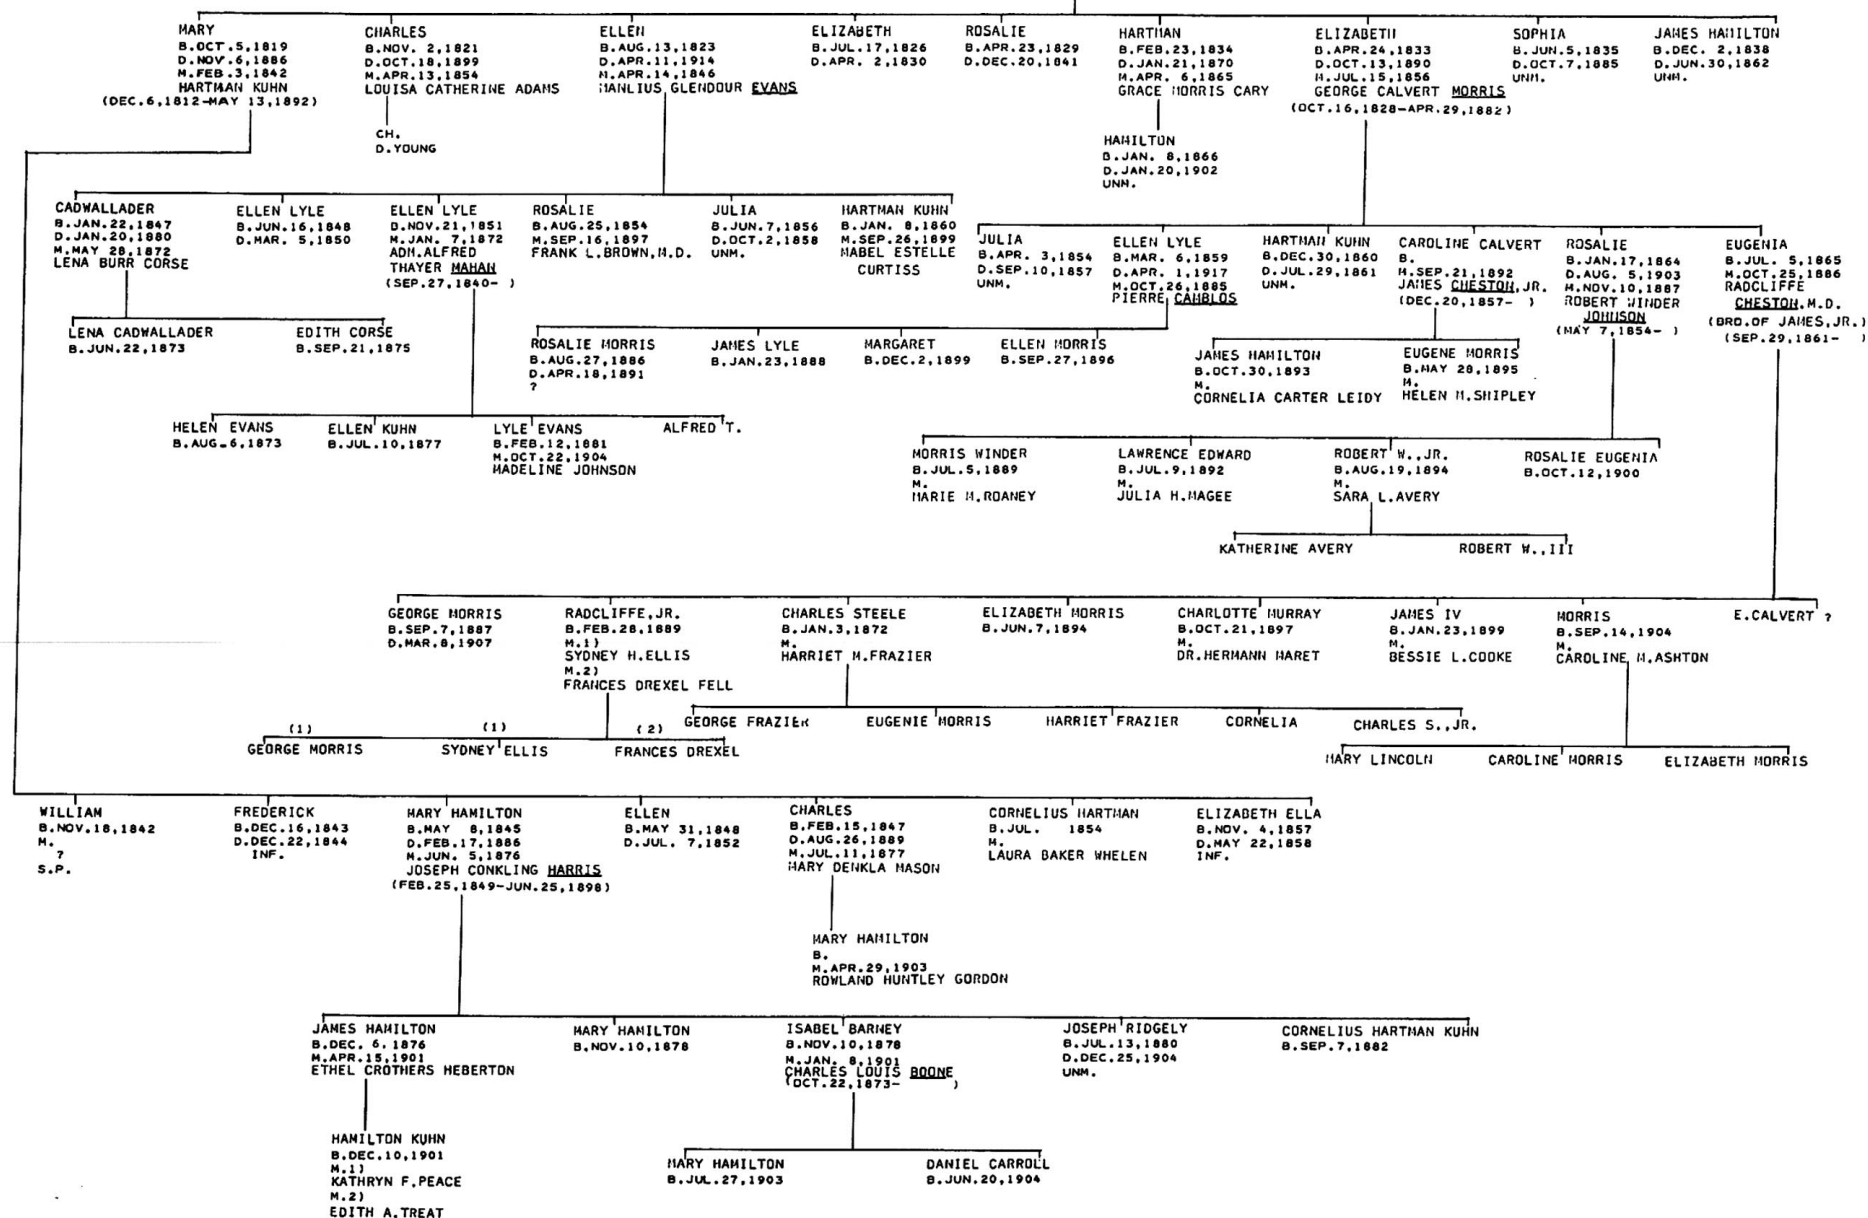 MARY
B.OCT.5,1819
D.NOV.6,1886
M.FEB.3,1842
HARTMAN KUHN
(DEC.6,1812-MAY 13,1892)
CHARLES
B.NOV. 2,1821
D.OCT.18,1899
M.APR.13,1854
LOUISA CATHERINE ADAMS
CH.
D.YOUNG
ELLEN
B.AUG.13,1823
D.APR.11,1914
M.APR.14,1846
MANLIUS GLENDOUR EVANS
ELIZABETH
B.JUL.17,1826
D.APR. 2,1830
ROSALIE
B.APR.23,1829
D.DEC.20,1841
HARTMAN
B.FEB.23,1834
D.JAN.21,1870
M.APR. 6,1865
GRACE MORRIS CARY
HAMILTON
B.JAN. 8,1866
D.JAN.20,1902
UNM.
ELIZABETH
B.APR.24,1833
D.OCT.13,1890
M.JUL.15,1856
GEORGE CALVERT MORRIS
(OCT.16,1828-APR.29,1882)
SOPHIA
B.JUN.5,1835
D.OCT.7,1885
UNM.
JAMES HAMILTON
B.DEC. 2,1838
D.JUN.30,1862
UNM.
CADWALLADER
B.JAN.22,1847
D.JAN.20,1880
M.MAY 28,1872
LENA BURR CORSE
ELLEN LYLE
B.JUN.16,1848
D.MAR. 5,1850
ELLEN LYLE
B.NOV.21,1851
M.JAN. 7,1872
ADM.ALFRED
THAYER MAHAN
(SEP.27,1840- )
ROSALIE
B.AUG.25,1854
M.SEP.16,1897
FRANK L.BROWN,M.D.
JULIA
B.JUN.7,1856
D.OCT.2,1858
UNM.
HARTMAN KUHN
B.JAN. 8,1860
M.SEP.26,1899
MABEL ESTELLE
CURTISS
JULIA
B.APR. 3,1854
D.SEP.10,1857
UNM.
ELLEN LYLE
B.MAR. 6,1859
D.APR. 1,1917
M.OCT.26,1885
PIERRE CAMBLOS
HARTMAN KUHN
B.DEC.30,1860
D.JUL.29,1861
UNM.
CAROLINE CALVERT
B.
M.SEP.21,1892
JAMES CHESTON,JR.
(DEC.20,1857- )
ROSALIE
B.JAN.17,1864
D.AUG. 5,1903
M.NOV.10,1887
ROBERT WINDER
JOHNSON
(MAY 7,1854- )
EUGENIA
B.JUL. 5,1865
M.OCT.25,1886
RADCLIFFE
CHESTON,M.D.
(BRO.OF JAMES,JR.)
(SEP.29,1861- )
LENA CADWALLADER
B.JUN.22,1873
EDITH CORSE
B.SEP.21,1875
ROSALIE MORRIS
B.AUG.27,1886
D.APR.18,1891
?
JAMES LYLE
B.JAN.23,1888
MARGARET
B.DEC.2,1899
ELLEN MORRIS
B.SEP.27,1896
JAMES HAMILTON
B.OCT.30,1893
M.
CORNELIA CARTER LEIDY
EUGENE MORRIS
B.MAY 28,1895
M.
HELEN M.SHIPLEY
HELEN EVANS
B.AUG.6,1873
ELLEN KUHN
B.JUL.10,1877
LYLE EVANS
B.FEB.12,1881
M.OCT.22,1904
MADELINE JOHNSON
ALFRED T.
MORRIS WINDER
B.JUL.5,1889
M.
MARIE M.ROANEY
LAWRENCE EDWARD
B.JUL.9,1892
M.
JULIA H.MAGEE
ROBERT W.,JR.
B.AUG.19,1894
M.
SARA L.AVERY
ROSALIE EUGENIA
B.OCT.12,1900
KATHERINE AVERY
ROBERT W.,III
GEORGE MORRIS
B.SEP.7,1887
D.MAR.8,1907
RADCLIFFE,JR.
B.FEB.28,1889
M.1)
SYDNEY H.ELLIS
M.2)
FRANCES DREXEL FELL
CHARLES STEELE
B.JAN.3,1872
M.
HARRIET M.FRAZIER
ELIZABETH MORRIS
B.JUN.7,1894
CHARLOTTE MURRAY
B.OCT.21,1897
M.
DR.HERMANN MARET
JAMES IV
B.JAN.23,1899
M.
BESSIE L.COOKE
MORRIS
B.SEP.14,1904
M.
CAROLINE M.ASHTON
E.CALVERT ?
(1)
GEORGE MORRIS
(1)
SYDNEY ELLIS
(2)
FRANCES DREXEL
GEORGE FRAZIER
EUGENIE MORRIS
HARRIET FRAZIER
CORNELIA
CHARLES S.,JR.
MARY LINCOLN
CAROLINE MORRIS
ELIZABETH MORRIS
WILLIAM
B.NOV.18,1842
M.
?
S.P.
FREDERICK
B.DEC.16,1843
D.DEC.22,1844
INF.
MARY HAMILTON
B.MAY 8,1845
D.FEB.17,1886
M.JUN. 5,1876
JOSEPH CONKLING HARRIS
(FEB.25,1849-JUN.25,1898)
ELLEN
B.MAY 31,1848
D.JUL. 7,1852
CHARLES
B.FEB.15,1847
D.AUG.26,1889
M.JUL.11,1877
MARY DENKLA MASON
CORNELIUS HARTMAN
B.JUL. 1854
M.
LAURA BAKER WHELEN
ELIZABETH ELLA
B.NOV. 4,1857
D.MAY 22,1858
INF.
MARY HAMILTON
B.
M.APR.29,1903
ROWLAND HUNTLEY GORDON
JAMES HAMILTON
B.DEC. 6,1876
M.APR.15,1901
ETHEL CROTHERS HEBERTON
MARY HAMILTON
B.NOV.10,1878
ISABEL BARNEY
B.NOV.10,1878
M.JAN. 8,1901
CHARLES LOUIS BOONE
(OCT.22,1873- )
JOSEPH RIDGELY
B.JUL.13,1880
D.DEC.25,1904
UNM.
CORNELIUS HARTMAN KUHN
B.SEP.7,1882
HAMILTON KUHN
B.DEC.10,1901
M.1)
KATHRYN F.PEACE
M.2)
EDITH A.TREAT
MARY HAMILTON
B.JUL.27,1903
DANIEL CARROLL
B.JUN.20,1904